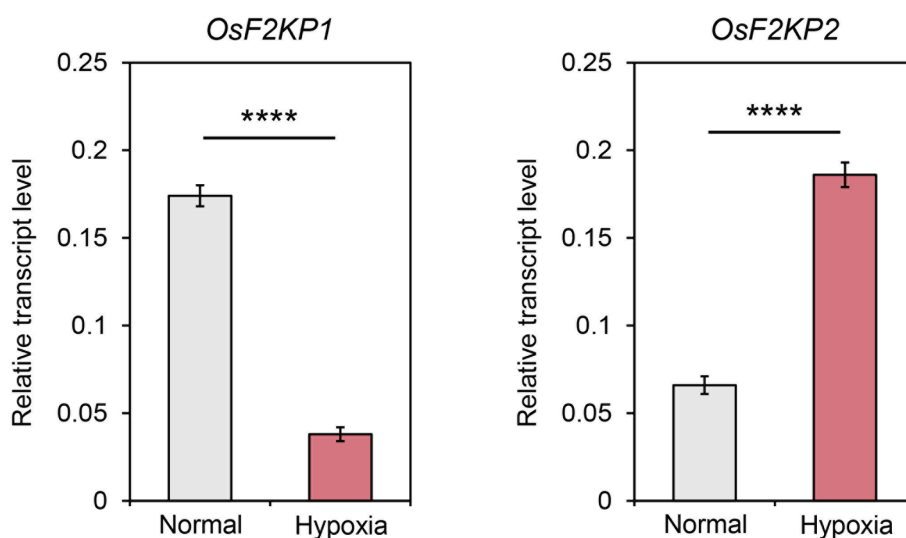 OsF2KP1
Relative transcript level
0.25
0.2
0.15
0.1
0.05
0
****
Normal Hypoxia
OsF2KP2
Relative transcript level
0.25
0.2
0.15
0.1
0.05
0
****
Normal Hypoxia